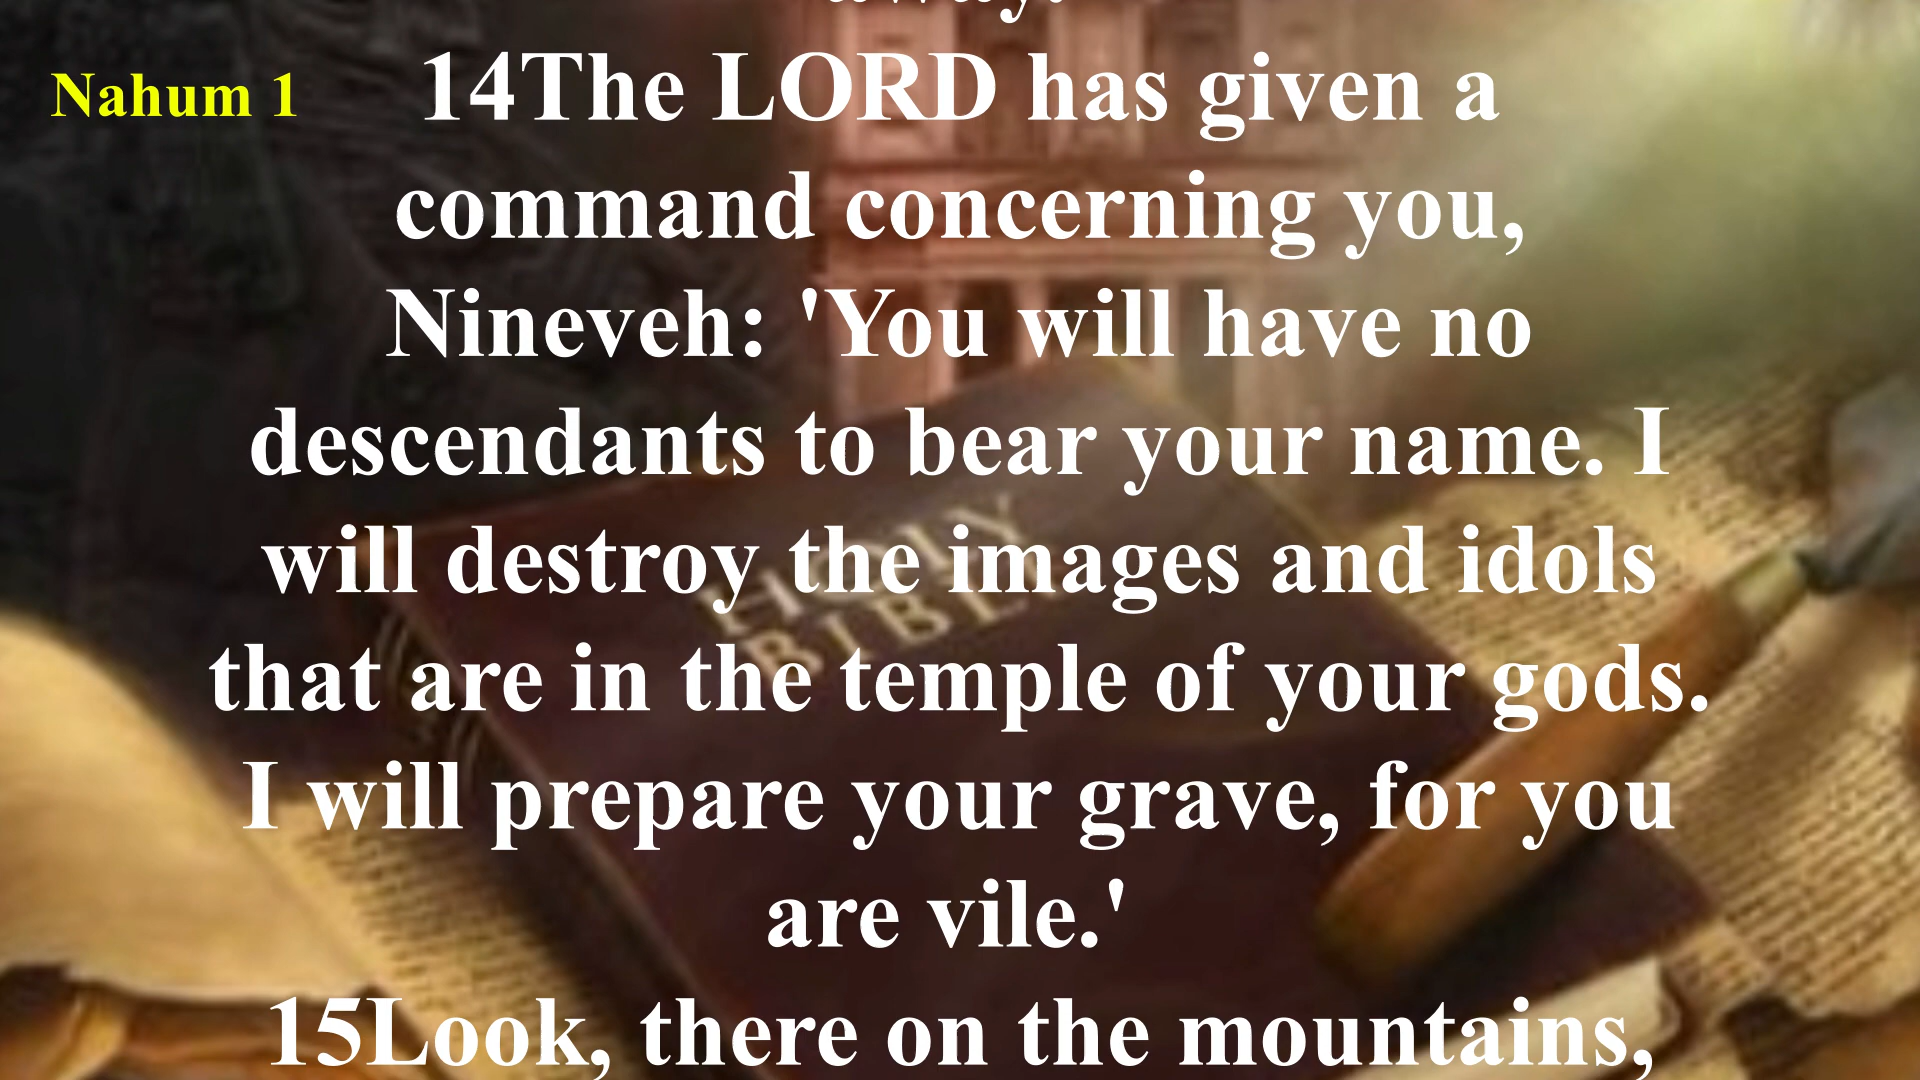 Nahum 1
14The LORD has given a
command concerning you,
Nineveh: 'You will have no
descendants to bear your name. I
will destroy the images and idols
that are in the temple of your gods.
I will prepare your grave, for you
are vile.'
15Look, there on the mountains,
HOLY
BIBLE